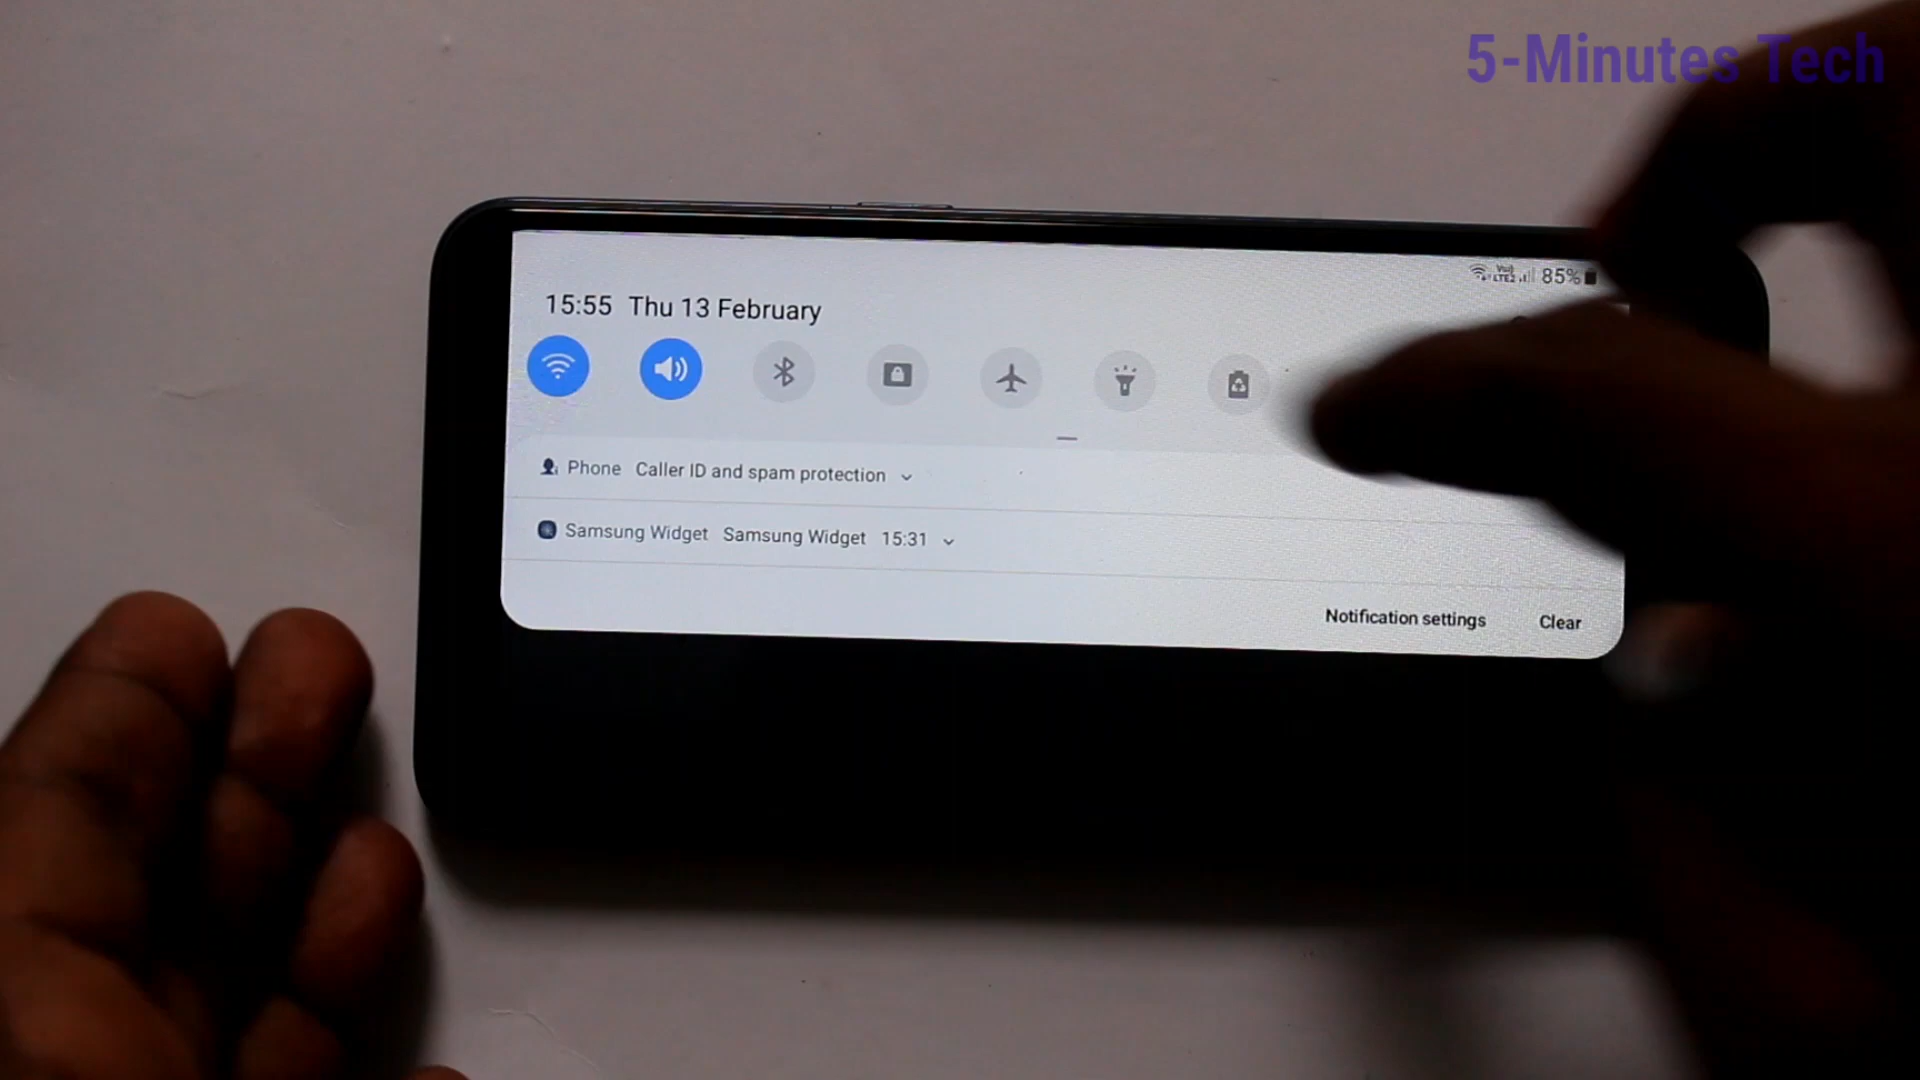 5-Minutes Tech
85%
15:55 Thu 13 February
Phone Caller ID and spam protection
Samsung Widget Samsung Widget 15:31
Notification settings Clear